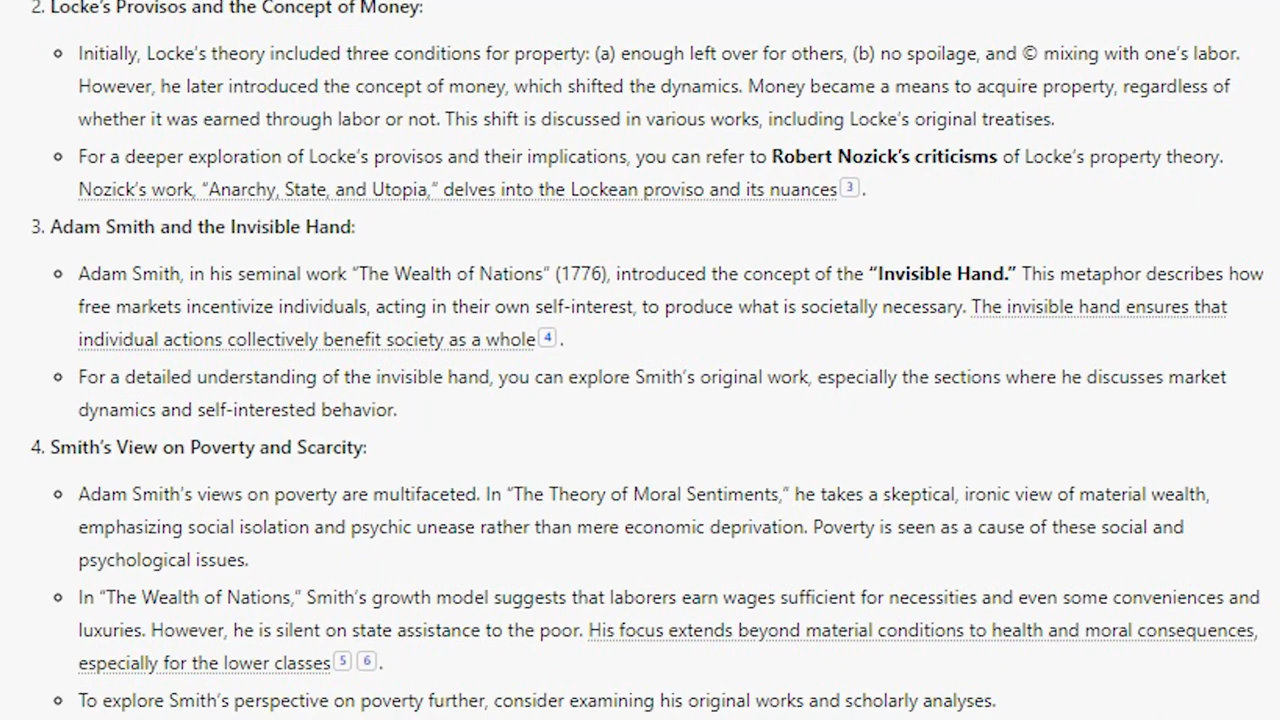 2. Locke's Provisos and the Concept of Money:
Initially, Locke's theory included three conditions for property: (a) enough left over for others, (b) no spoilage, and © mixing with one's labor.
However, he later introduced the concept of money, which shifted the dynamics. Money became a means to acquire property, regardless of
whether it was earned through labor or not. This shift is discussed in various works, including Locke's original treatises.
For a deeper exploration of Locke's provisos and their implications, you can refer to Robert Nozick's criticisms of Locke's property theory.
Nozick's work, “Anarchy, State, and Utopia,” delves into the Lockean proviso and its nuances 3 .
3. Adam Smith and the Invisible Hand:
Adam Smith, in his seminal work “The Wealth of Nations” (1776), introduced the concept of the “Invisible Hand.” This metaphor describes how
free markets incentivize individuals, acting in their own self-interest, to produce what is societally necessary. The invisible hand ensures that
individual actions collectively benefit society as a whole 4 .
For a detailed understanding of the invisible hand, you can explore Smith's original work, especially the sections where he discusses market
dynamics and self-interested behavior.
4. Smith's View on Poverty and Scarcity:
Adam Smith's views on poverty are multifaceted. In “The Theory of Moral Sentiments,” he takes a skeptical, ironic view of material wealth,
emphasizing social isolation and psychic unease rather than mere economic deprivation. Poverty is seen as a cause of these social and
psychological issues.
In “The Wealth of Nations,” Smith's growth model suggests that laborers earn wages sufficient for necessities and even some conveniences and
luxuries. However, he is silent on state assistance to the poor. His focus extends beyond material conditions to health and moral consequences,
especially for the lower classes 5 6 .
To explore Smith's perspective on poverty further, consider examining his original works and scholarly analyses.